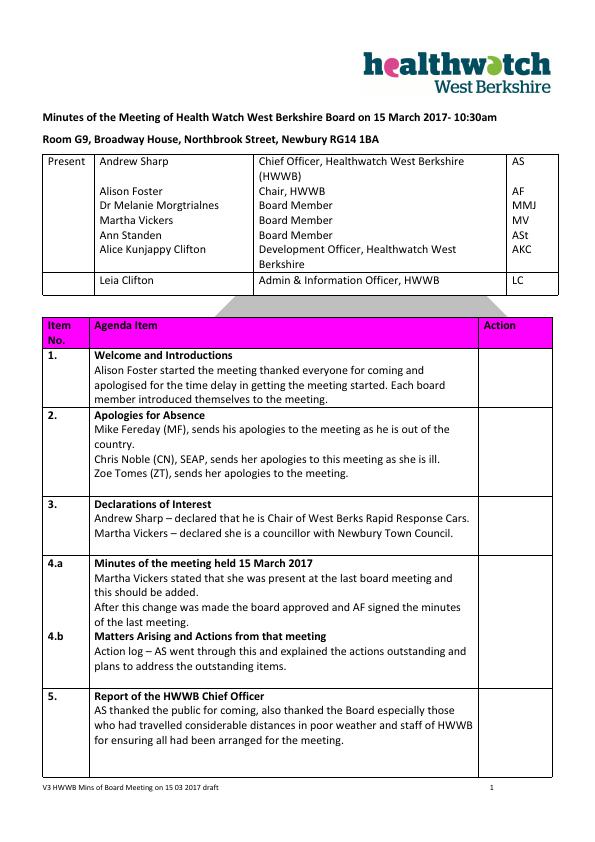 healthwatch
West Berkshire
Minutes of the Meeting of Health Watch West Berkshire Board on 15 March 2017- 10:30am
Room G9, Broadway House, Northbrook Street, Newbury RG14 1BA
Present Andrew Sharp Chief Officer, Healthwatch West Berkshire AS
(HWWB)
Alison Foster Chair, HWWB AF
Dr Melanie Morgtrialnes Board Member MMJ
Martha Vickers Board Member MV
Ann Standen Board Member ASt
Alice Kunjappy Clifton Development Officer, Healthwatch West AKC
Berkshire
Leia Clifton Admin & Information Officer, HWWB LC
Item Agenda Item Action
No.
1. Welcome and Introductions
Alison Foster started the meeting thanked everyone for coming and
apologised for the time delay in getting the meeting started. Each board
member introduced themselves to the meeting.
2. Apologies for Absence
Mike Fereday (MF), sends his apologies to the meeting as he is out of the
country.
Chris Noble (CN), SEAP, sends her apologies to this meeting as she is ill.
Zoe Tomes (ZT), sends her apologies to the meeting.
3. Declarations of Interest
Andrew Sharp – declared that he is Chair of West Berks Rapid Response Cars.
Martha Vickers – declared she is a councillor with Newbury Town Council.
4.a Minutes of the meeting held 15 March 2017
Martha Vickers stated that she was present at the last board meeting and
this should be added.
After this change was made the board approved and AF signed the minutes
of the last meeting.
4.b Matters Arising and Actions from that meeting
Action log – AS went through this and explained the actions outstanding and
plans to address the outstanding items.
5. Report of the HWWB Chief Officer
AS thanked the public for coming, also thanked the Board especially those
who had travelled considerable distances in poor weather and staff of HWWB
for ensuring all had been arranged for the meeting.
V3 HWWB Mins of Board Meeting on 15 03 2017 draft 1